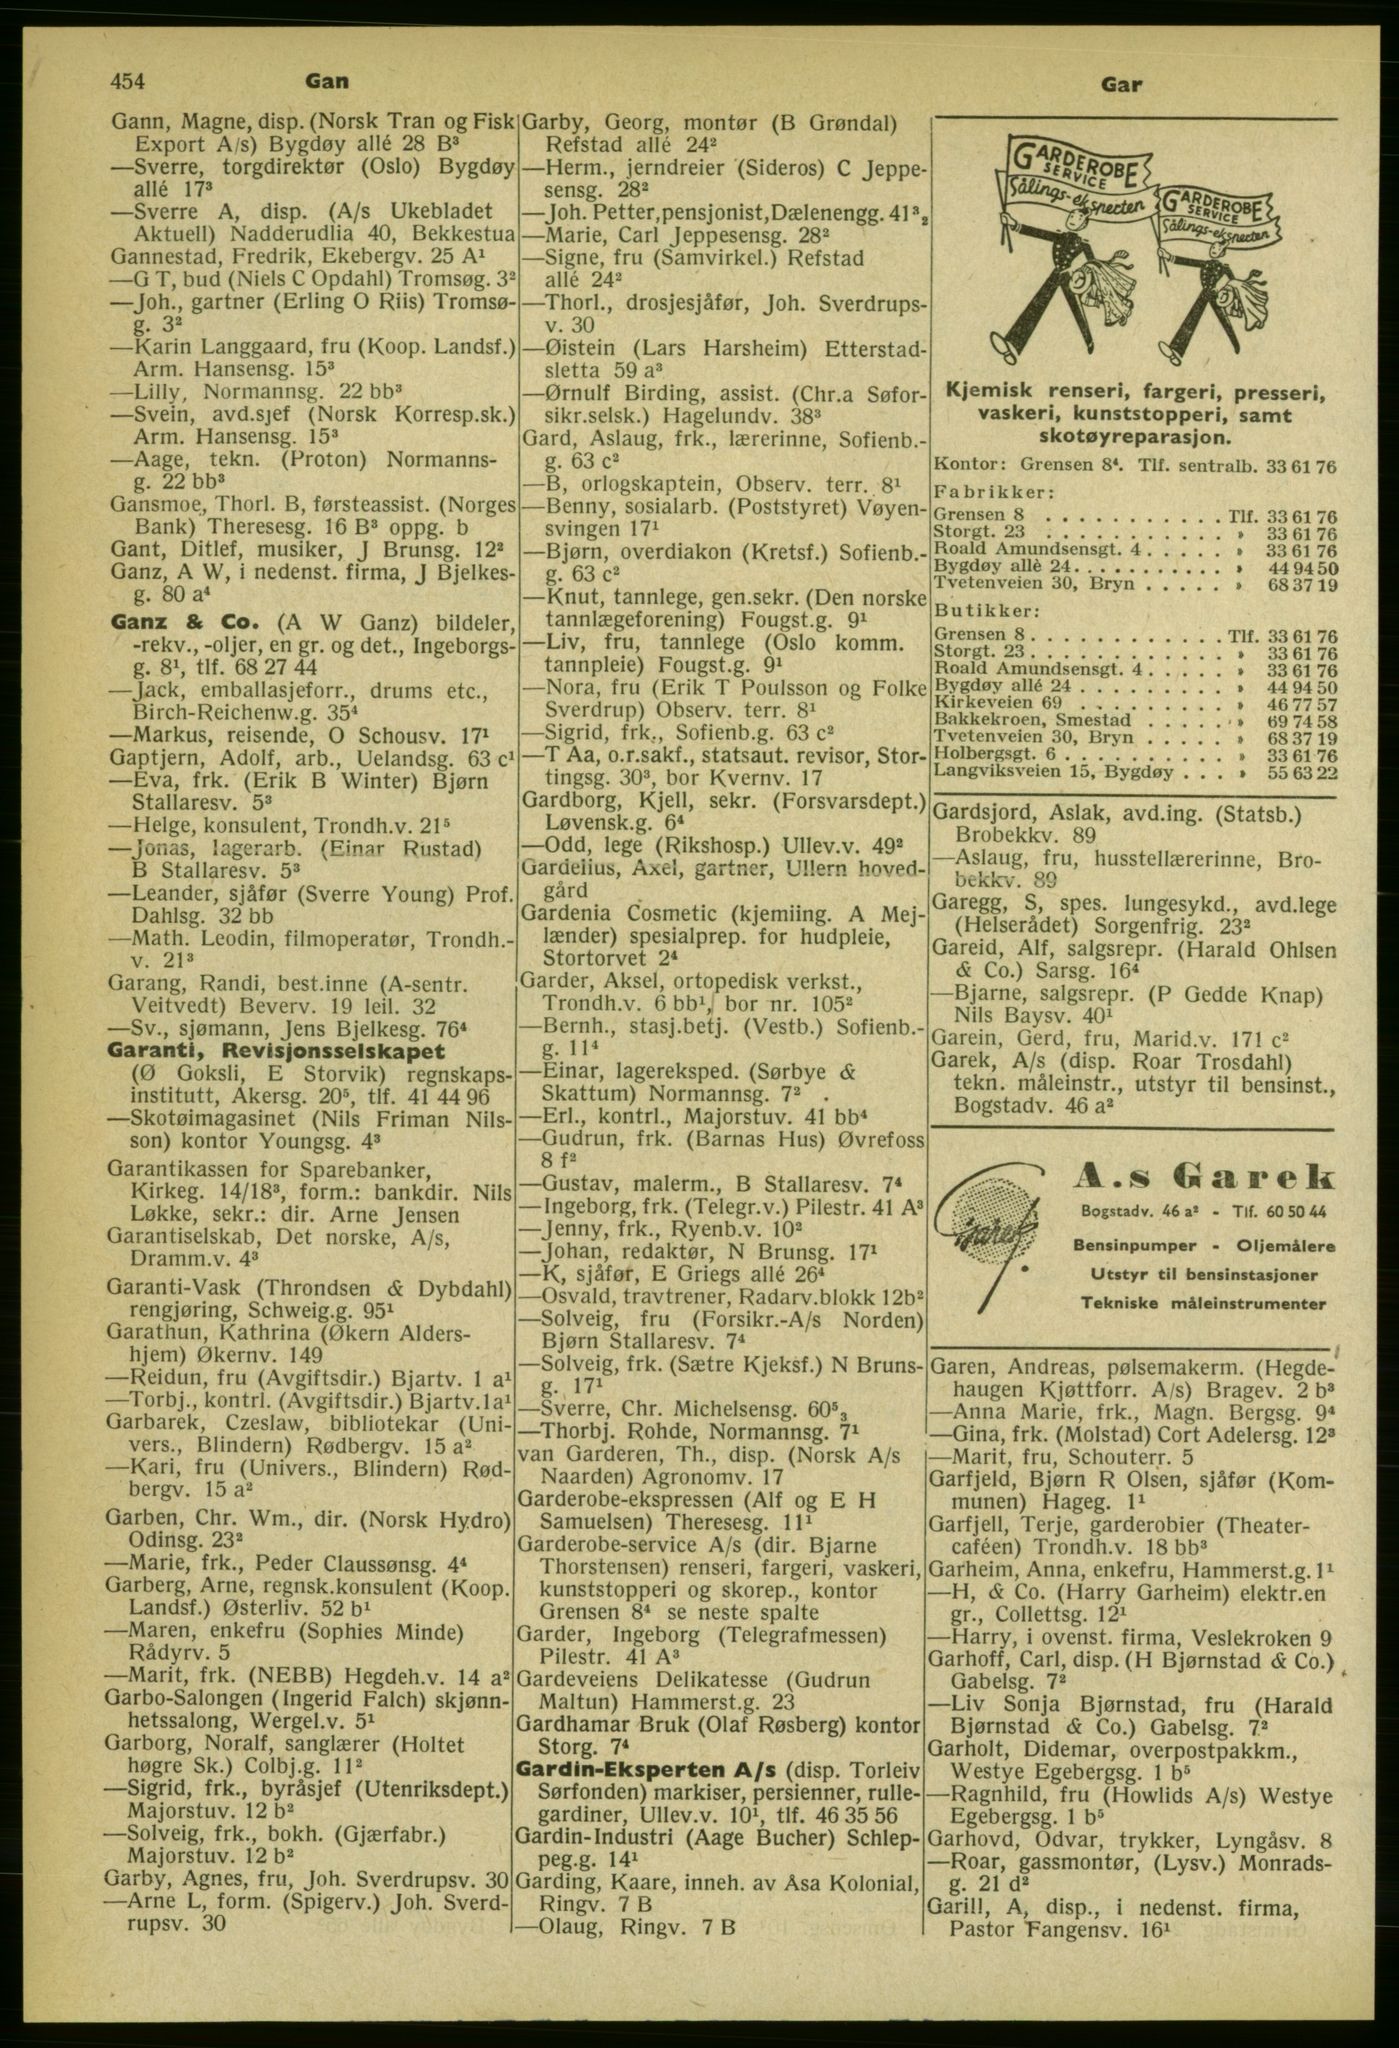 454
Gan
Gar
Gann, Magne, disp. (Norsk Tran og Fisk
Export A/s) Bygdøy allé 28 B³
—Sverre, torgdirektør (Oslo) Bygdøy
allé 17³
—Sverre A, disp. (A/s Ukebladet
Aktuell) Nadderudlia 40, Bekkestua
Gannestad, Fredrik, Ekebergv. 25 A¹
—G T, bud (Niels C Opdahl) Tromsøg. 3²
—Joh., gartner (Erling O Riis) Tromsø-
g. 3²
—Karin Langgaard, fru (Koop. Landsf.)
Arm. Hansensg. 15³
—Lilly, Normannsg. 22 bb³
—Svein, avd.sjef (Norsk Korresp.sk.)
Arm. Hansensg. 15³
—Aage, tekn. (Proton) Normanns-
g. 22 bb³
Gansmoe, Thorl. B, førsteassist. (Norges
Bank) Theresesg. 16 B³ oppg. b
Gant, Ditlef, musiker, J Brunsg. 12²
Ganz, A W, i nedenst. firma, J Bjelkes-
g. 80 a⁴
Ganz & Co. (A W Ganz) bildeler,
-rekv., -oljer, en gr. og det., Ingeborgs-
g. 8¹, tlf. 68 27 44
—Jack, emballasjeforr., drums etc.,
Birch-Reichenw.g. 35⁴
—Markus, reisende, O Schousv. 17¹
Gaptjern, Adolf, arb., Uelandsg. 63 c¹
—Eva, frk. (Erik B Winter) Bjørn
Stallaresv. 5³
—Helge, konsulent, Trondh.v. 21⁵
—Jonas, lagerarb. (Einar Rustad)
B Stallaresv. 5³
—Leander, sjåfør (Sverre Young) Prof.
Dahlsg. 32 bb
—Math. Leodin, filmoperatør, Trondh.-
v. 21³
Garang, Randi, best.inne (A-sentr.
Veitvedt) Beverv. 19 leil. 32
—Sv., sjømann, Jens Bjelkesg. 76⁴
Garanti, Revisjonsselskapet
(Ø Goksli, E Storvik) regnskaps-
institutt, Akersg. 20⁵, tlf. 41 44 96
—Skotøimagasinet (Nils Friman Nils-
son) kontor Youngsg. 4³
Garantikassen for Sparebanker,
Kirkeg. 14/18³, form.: bankdir. Nils
Løkke, sekr.: dir. Arne Jensen
Garantiselskab, Det norske, A/s,
Dramm.v. 4³
Garanti-Vask (Throndsen & Dybdahl)
rengjøring, Schweig.g. 95¹
Garathun, Kathrina (Økern Alders-
hjem) Økernv. 149
—Reidun, fru (Avgiftsdir.) Bjartv. 1 a¹
—Torbj., kontrl. (Avgiftsdir.) Bjartv.1a¹
Garbarek, Czeslaw, bibliotekar (Uni-
vers., Blindern) Rødbergv. 15 a²
—Kari, fru (Univers., Blindern) Rød-
bergv. 15 a²
Garben, Chr. Wm., dir. (Norsk Hydro)
Odinsg. 23²
—Marie, frk., Peder Claussønsg. 4⁴
Garberg, Arne, regnsk.konsulent (Koop.
Landsf.) Østerliv. 52 b¹
—Maren, enkefru (Sophies Minde)
Rådyrv. 5
—Marit, frk. (NEBB) Hegdeh.v. 14 a²
Garbo-Salongen (Ingerid Falch) skjønn-
hetssalong, Wergel.v. 5¹
Garborg, Noralf, sanglærer (Holtet
høgre Sk.) Colbj.g. 11²
—Sigrid, frk., byråsjef (Utenriksdept.)
Majorstuv. 12 b²
—Solveig, frk., bokh. (Gjærfabr.)
Majorstuv. 12 b²
Garby, Agnes, fru, Joh. Sverdrupsv. 30
—Arne L, form. (Spigerv.) Joh. Sverd-
rupsv. 30
Garby, Georg, montør (B Grøndal)
Refstad allé 24²
—Herm., jerndreier (Sideros) C Jeppe-
sensg. 28²
—Joh. Petter,pensjonist,Dælenengg. 41³₂
—Marie, Carl Jeppesensg. 28²
—Signe, fru (Samvirkel.) Refstad
allé 24²
—Thorl., drosjesjåfør, Joh. Sverdrups-
v. 30
—Øistein (Lars Harsheim) Etterstad-
sletta 59 a³
—Ørnulf Birding, assist. (Chr.a Søfor-
sikr.selsk.) Hagelundv. 38³
Gard, Aslaug, frk., lærerinne, Sofienb.-
g. 63 c²
—B, orlogskaptein, Observ. terr. 8¹
—Benny, sosialarb. (Poststyret) Vøyen-
svingen 17¹
—Bjørn, overdiakon (Kretsf.) Sofienb.-
g. 63 c²
—Knut, tannlege, gen.sekr. (Den norske
tannlægeforening) Fougst.g. 9¹
—Liv, fru, tannlege (Oslo komm.
tannpleie) Fougst.g. 9¹
—Nora, fru (Erik T Poulsson og Folke
Sverdrup) Observ. terr. 8¹
—Sigrid, frk., Sofienb.g. 63 c²
—T Aa, o.r.sakf., statsaut. revisor, Stor-
tingsg. 30³, bor Kvernv. 17
Gardborg, Kjell, sekr. (Forsvarsdept.)
Løvensk.g. 6⁴
—Odd, lege (Rikshosp.) Ullev.v. 49²
Gardelius, Axel, gartner, Ullern hoved-
gård
Gardenia Cosmetic (kjemiing. A Mej-
lænder) spesialprep. for hudpleie,
Stortorvet 2⁴
Garder, Aksel, ortopedisk verkst.,
Trondh.v. 6 bb¹, bor nr. 105²
—Bernh., stasj.betj. (Vestb.) Sofienb.-
g. 11⁴
—Einar, lagereksped. (Sørbye &
Skattum) Normannsg. 7²
—Erl., kontrl., Majorstuv. 41 bb⁴
—Gudrun, frk. (Barnas Hus) Øvrefoss
8 f²
—Gustav, malerm., B Stallaresv. 7⁴
—Ingeborg, frk. (Telegr.v.) Pilestr. 41 A³
—Jenny, frk., Ryenb.v. 10²
—Johan, redaktør, N Brunsg. 17¹
—K, sjåfør, E Griegs allé 26⁴
—Osvald, travtrener, Radarv.blokk 12b²
—Solveig, fru (Forsikr.-A/s Norden)
Bjørn Stallaresv. 7⁴
—Solveig, frk. (Sætre Kjeksf.) N Bruns-
g. 17¹
—Sverre, Chr. Michelsensg. 60⁵₃
—Thorbj. Rohde, Normannsg. 7¹
van Garderen, Th., disp. (Norsk A/s
Naarden) Agronomv. 17
Garderobe-ekspressen (Alf og E H
Samuelsen) Theresesg. 11¹
Garderobe-service A/s (dir. Bjarne
Thorstensen) renseri, fargeri, vaskeri,
kunststopperi og skorep., kontor
Grensen 8⁴ se neste spalte
Garder, Ingeborg (Telegrafmessen)
Pilestr. 41 A³
Gardeveiens Delikatesse (Gudrun
Maltun) Hammerst.g. 23
Gardhamar Bruk (Olaf Røsberg) kontor
Storg. 7⁴
Gardin-Eksperten A/s (disp. Torleiv
Sørfonden) markiser, persienner, rulle-
gardiner, Ullev.v. 10¹, tlf. 46 35 56
Gardin-Industri (Aage Bucher) Schlep-
peg.g. 14¹
Garding, Kaare, inneh. av Åsa Kolonial,
Ringv. 7 B
—Olaug, Ringv. 7 B
GARDEROBE
SERVICE
Sålings-ekspecten
GARDEROBE
SERVICE
Sålings-ekspecten
Kjemisk renseri, fargeri, presseri,
vaskeri, kunststopperi, samt
skotøyreparasjon.
Kontor: Grensen 8⁴. Tlf. sentralb. 33 61 76
Fabrikker:
Grensen 8 . . . . . . . . . . . Tlf. 33 61 76
Storgt. 23 . . . . . . . . . . . » 33 61 76
Roald Amundsensgt. 4 . . . . . » 33 61 76
Bygdøy allè 24 . . . . . . . . . . » 44 94 50
Tvetenveien 30, Bryn . . . . . » 68 37 19
Butikker:
Grensen 8 . . . . . . . . . . . . Tlf. 33 61 76
Storgt. 23 . . . . . . . . . . . . » 33 61 76
Roald Amundsensgt. 4 . . . . . » 33 61 76
Bygdøy allé 24 . . . . . . . . . » 44 94 50
Kirkeveien 69 . . . . . . . . . » 46 77 57
Bakkekroen, Smestad . . . . . » 69 74 58
Tvetenveien 30, Bryn . . . . . » 68 37 19
Holbergsgt. 6 . . . . . . . . . . » 33 61 76
Langviksveien 15, Bygdøy . . . » 55 63 22
Gardsjord, Aslak, avd.ing. (Statsb.)
Brobekkv. 89
—Aslaug, fru, husstellærerinne, Bro-
bekkv. 89
Garegg, S, spes. lungesykd., avd.lege
(Helserådet) Sorgenfrig. 23²
Gareid, Alf, salgsrepr. (Harald Ohlsen
& Co.) Sarsg. 16⁴
—Bjarne, salgsrepr. (P Gedde Knap)
Nils Baysv. 40¹
Garein, Gerd, fru, Marid.v. 171 c²
Garek, A/s (disp. Roar Trosdahl)
tekn. måleinstr., utstyr til bensinst.,
Bogstadv. 46 a²
Garek
A.s Garek
Bogstadv. 46 a² - Tlf. 60 50 44
Bensinpumper - Oljemålere
Utstyr til bensinstasjoner
Tekniske måleinstrumenter
Garen, Andreas, pølsemakerm. (Hegde-
haugen Kjøttforr. A/s) Bragev. 2 b³
—Anna Marie, frk., Magn. Bergsg. 9⁴
—Gina, frk. (Molstad) Cort Adelersg. 12³
—Marit, fru, Schouterr. 5
Garfjeld, Bjørn R Olsen, sjåfør (Kom-
munen) Hageg. 1¹
Garfjell, Terje, garderobier (Theater-
caféen) Trondh.v. 18 bb³
Garheim, Anna, enkefru, Hammerst.g. 1¹
—H, & Co. (Harry Garheim) elektr.en
gr., Collettsg. 12¹
—Harry, i ovenst. firma, Veslekroken 9
Garhoff, Carl, disp. (H Bjørnstad & Co.)
Gabelsg. 7²
—Liv Sonja Bjørnstad, fru (Harald
Bjørnstad & Co.) Gabelsg. 7²
Garholt, Didemar, overpostpakkm.,
Westye Egebergsg. 1 b⁵
—Ragnhild, fru (Howlids A/s) Westye
Egebergsg. 1 b⁵
Garhovd, Odvar, trykker, Lyngåsv. 8
—Roar, gassmontør, (Lysv.) Monrads-
g. 21 d²
Garill, A, disp., i nedenst. firma,
Pastor Fangensv. 16¹